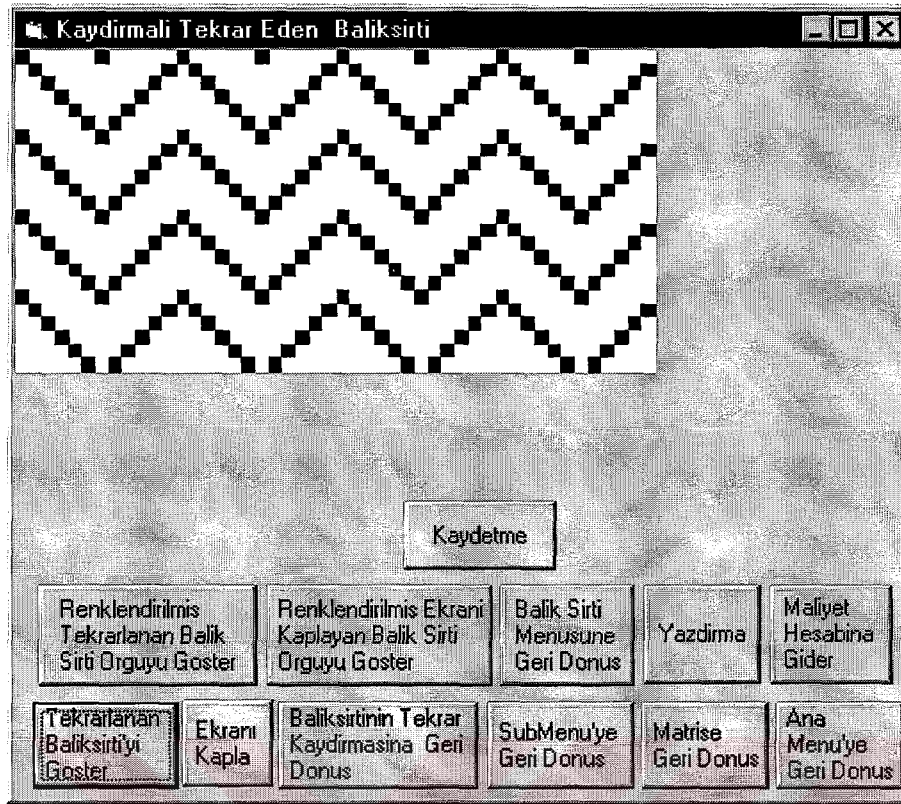 Kaydirmali Tekrar Eden Baliksirti
Kaydetme
Renklendirilmis
Tekrarlanan Balik
Sirti Orguyu Goster
Renklendirilmis Ekrani
Kaplayan Balik Sirti
Orguyu Goster
Balik Sirti
Menusune
Geri Donus
Yazdirma
Maliyet
Hesabina
Gider
Tekrarlanan
Baliksirti'yi
Goster
Ekrani
Kapla
Baliksirtinin Tekrar
Kaydirmasina Geri
Donus
SubMenu'ye
Geri Donus
Matrise
Geri Donus
Ana
Menu'ye
Geri Donus